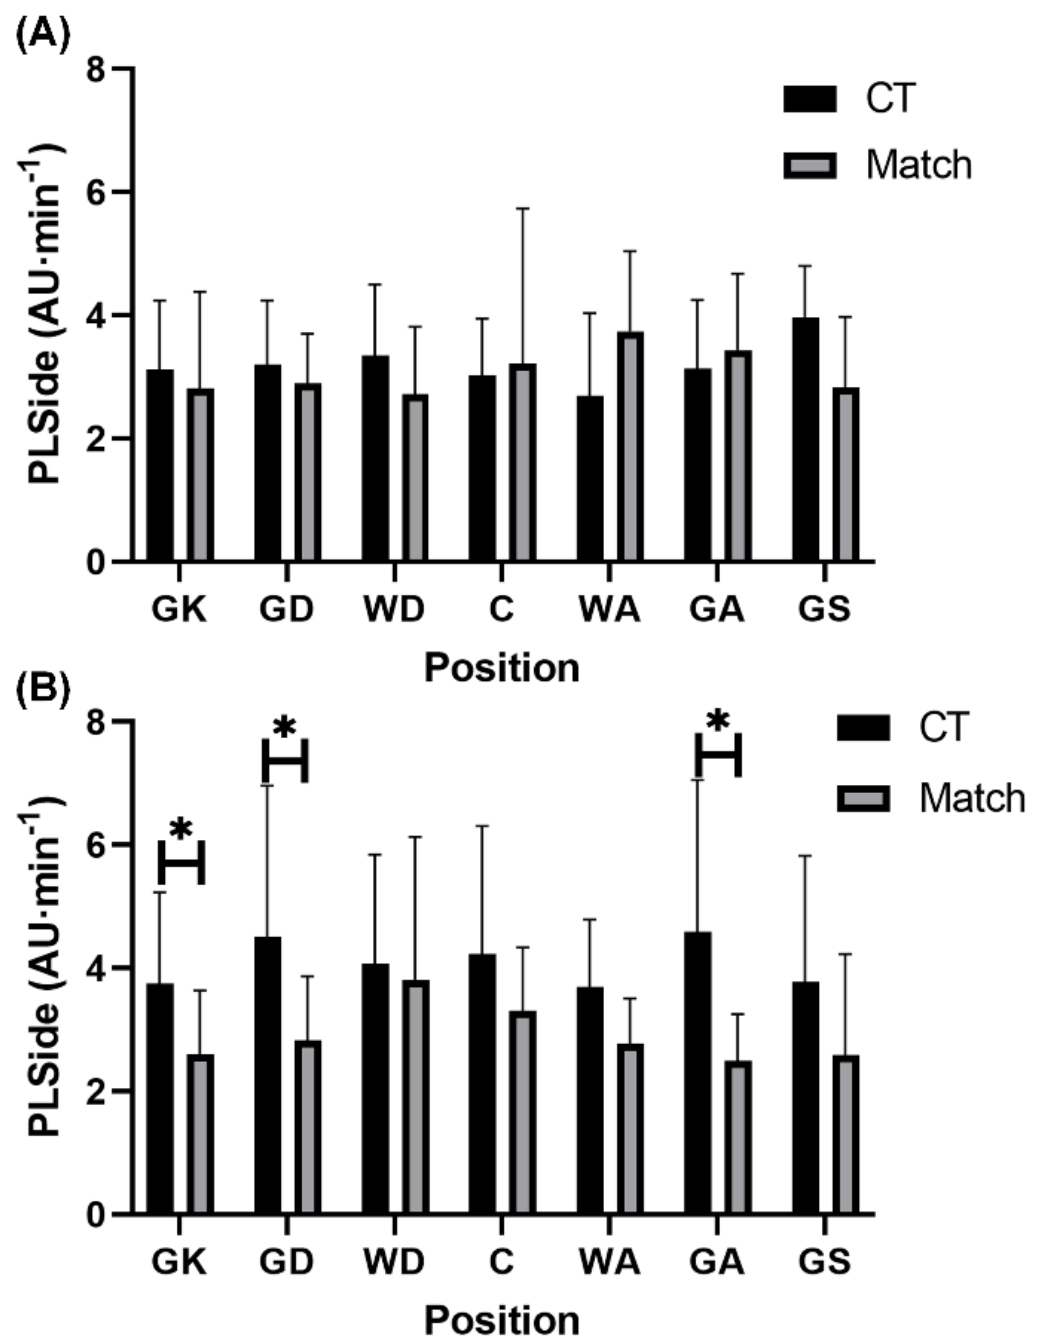 (A)
8
6
4
2
0
PLSide (AU·min⁻¹)
CT
Match
GK GD WD C WA GA GS
Position
(B)
8
6
4
2
0
PLSide (AU·min⁻¹)
* * *
CT
Match
GK GD WD C WA GA GS
Position